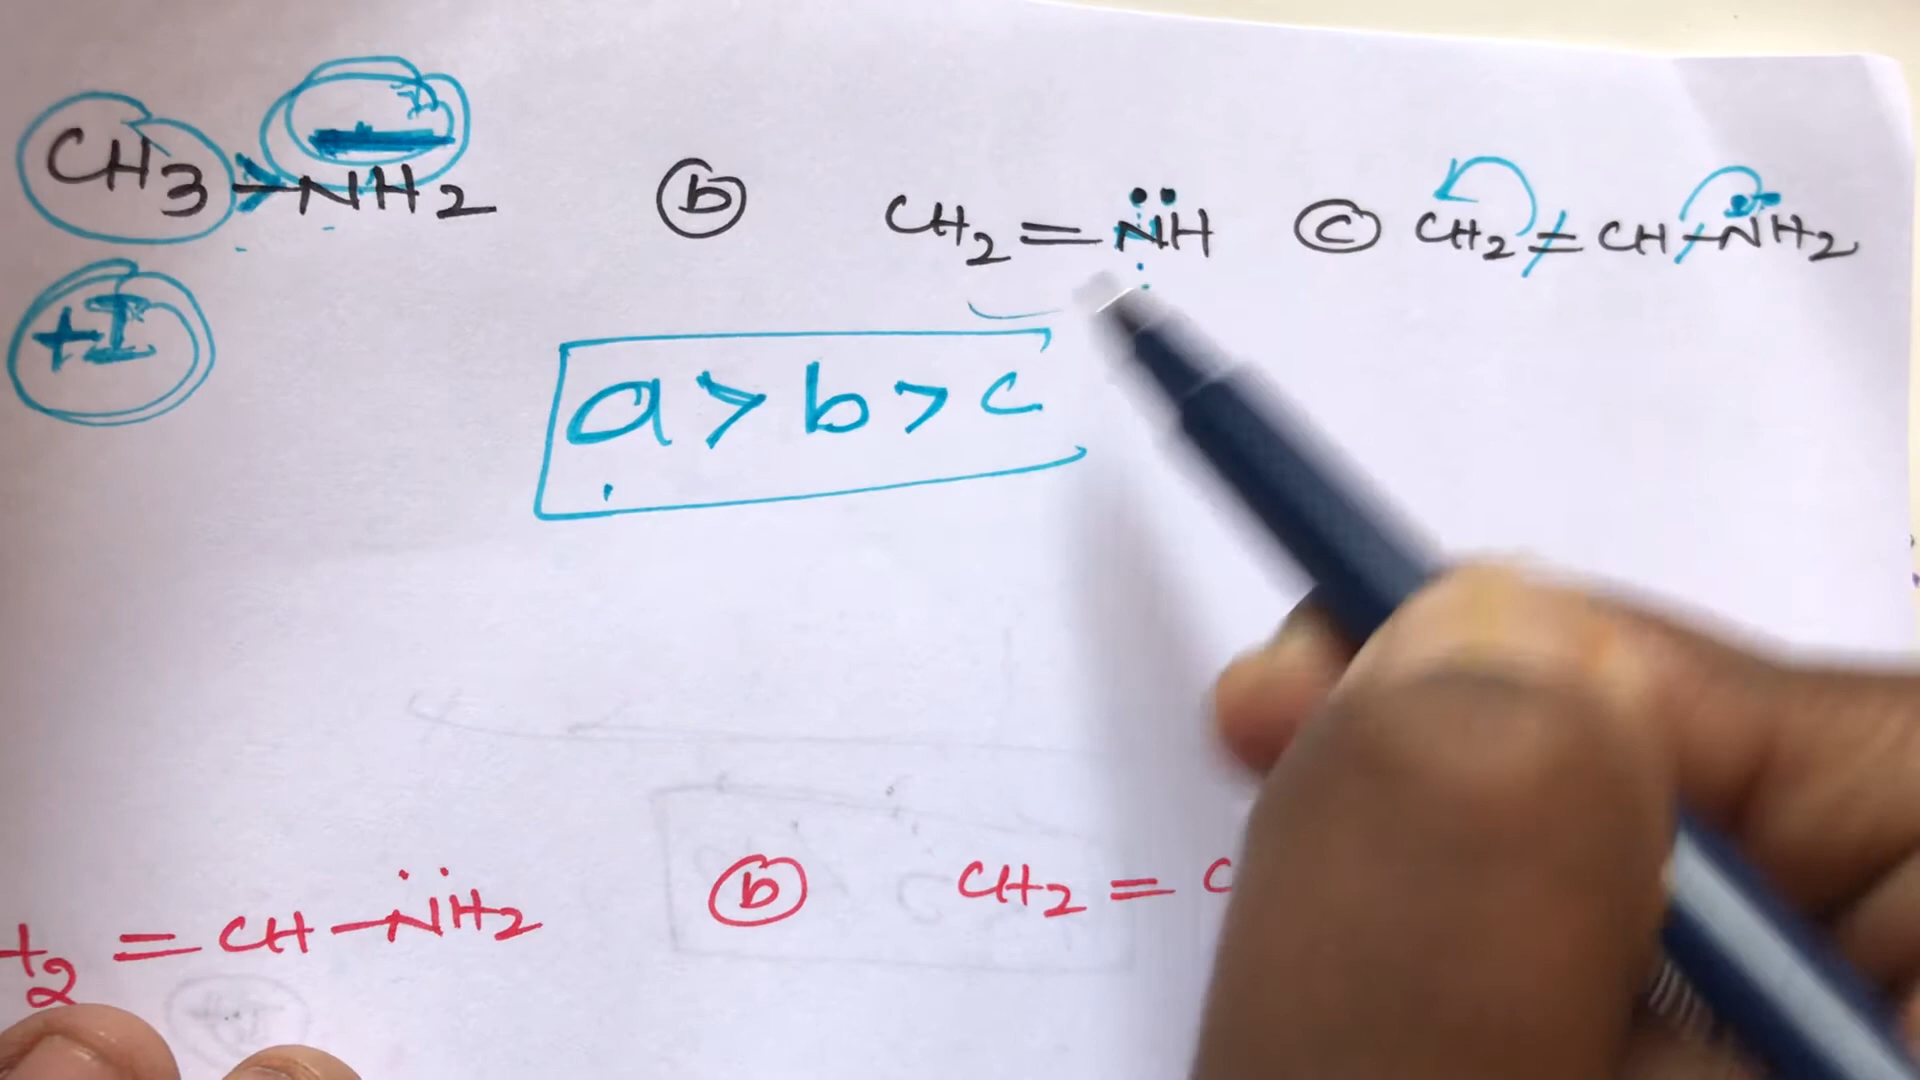 CH3-NH2 ⓑ CH2=NH ⓒ CH2=CH-NH2
+I
a>b>c
2=CH-NH2 ⓑ CH2=C